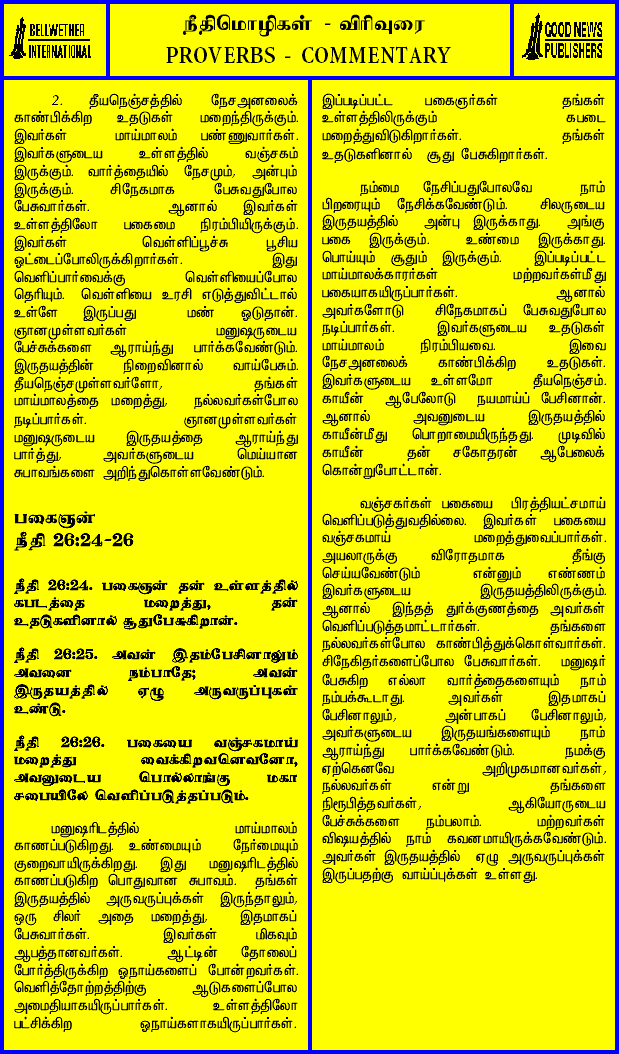 BELLWETHER
INTERNATIONAL
நீதிமொழிகள் - விரிவுரை
PROVERBS - COMMENTARY
GOOD NEWS
PUBLISHERS
2. தீயநெஞ்சத்தில் நேசஅனலைக்
காண்பிக்கிற உதடுகள் மறைந்திருக்கும்.
இவர்கள் மாய்மாலம் பண்ணுவார்கள்.
இவர்களுடைய உள்ளத்தில் வஞ்சகம்
இருக்கும். வார்த்தையில் நேசமும், அன்பும்
இருக்கும். சிநேகமாக பேசுவதுபோல
பேசுவார்கள். ஆனால் இவர்கள்
உள்ளத்திலோ பகைமை நிரம்பியிருக்கும்.
இவர்கள் வெள்ளிப்பூச்சு பூசிய
ஓட்டைப்போலிருக்கிறார்கள். இது
வெளிப்பார்வைக்கு வெள்ளியைப்போல
தெரியும். வெள்ளியை உரசி எடுத்துவிட்டால்
உள்ளே இருப்பது மண் ஓடுதான்.
ஞானமுள்ளவர்கள் மனுஷருடைய
பேச்சுக்களை ஆராய்ந்து பார்க்கவேண்டும்.
இருதயத்தின் நிறைவினால் வாய்பேசும்.
தீயநெஞ்சமுள்ளவர்களோ, தங்கள்
மாய்மாலத்தை மறைத்து, நல்லவர்கள்போல
நடிப்பார்கள். ஞானமுள்ளவர்கள்
மனுஷருடைய இருதயத்தை ஆராய்ந்து
பார்த்து, அவர்களுடைய மெய்யான
சுபாவங்களை அறிந்துகொள்ளவேண்டும்.
பகைஞன்
நீதி 26:24-26
நீதி 26:24. பகைஞன் தன் உள்ளத்தில்
கபடத்தை மறைத்து, தன்
உதடுகளினால் சூதுபேசுகிறான்.
நீதி 26:25. அவன் இதம்பேசினாலும்
அவனை நம்பாதே; அவன்
இருதயத்தில் ஏழு அருவருப்புகள்
உண்டு.
நீதி 26:26. பகையை வஞ்சகமாய்
மறைத்து வைக்கிறவனெவனோ,
அவனுடைய பொல்லாங்கு மகா
சபையிலே வெளிப்படுத்தப்படும்.
மனுஷரிடத்தில் மாய்மாலம்
காணப்படுகிறது. உண்மையும் நேர்மையும்
குறைவாயிருக்கிறது. இது மனுஷரிடத்தில்
காணப்படுகிற பொதுவான சுபாவம். தங்கள்
இருதயத்தில் அருவருப்புக்கள் இருந்தாலும்,
ஒரு சிலர் அதை மறைத்து, இதமாகப்
பேசுவார்கள். இவர்கள் மிகவும்
ஆபத்தானவர்கள். ஆட்டின் தோலைப்
போர்த்திருக்கிற ஓநாய்களைப் போன்றவர்கள்.
வெளித்தோற்றத்திற்கு ஆடுகளைப்போல
அமைதியாகயிருப்பார்கள். உள்ளத்திலோ
பட்சிக்கிற ஓநாய்களாகயிருப்பார்கள்.
இப்படிப்பட்ட பகைஞர்கள் தங்கள்
உள்ளத்திலிருக்கும் கபடை
மறைத்துவிடுகிறார்கள். தங்கள்
உதடுகளினால் சூது பேசுகிறார்கள்.
நம்மை நேசிப்பதுபோலவே நாம்
பிறரையும் நேசிக்கவேண்டும். சிலருடைய
இருதயத்தில் அன்பு இருக்காது. அங்கு
பகை இருக்கும். உண்மை இருக்காது.
பொய்யும் சூதும் இருக்கும். இப்படிப்பட்ட
மாய்மாலக்காரர்கள் மற்றவர்கள்மீது
பகையாகயிருப்பார்கள். ஆனால்
அவர்களோடு சிநேகமாகப் பேசுவதுபோல
நடிப்பார்கள். இவர்களுடைய உதடுகள்
மாய்மாலம் நிரம்பியவை. இவை
நேசஅனலைக் காண்பிக்கிற உதடுகள்.
இவர்களுடைய உள்ளமோ தீயநெஞ்சம்.
காயீன் ஆபேலோடு நயமாய்ப் பேசினான்.
ஆனால் அவனுடைய இருதயத்தில்
காயீன்மீது பொறாமையிருந்தது. முடிவில்
காயீன் தன் சகோதரன் ஆபேலைக்
கொன்றுபோட்டான்.
வஞ்சகர்கள் பகையை பிரத்தியட்சமாய்
வெளிப்படுத்துவதில்லை. இவர்கள் பகையை
வஞ்சகமாய் மறைத்துவைப்பார்கள்.
அயலாருக்கு விரோதமாக தீங்கு
செய்யவேண்டும் என்னும் எண்ணம்
இவர்களுடைய இருதயத்திலிருக்கும்.
ஆனால் இந்தத் துர்க்குணத்தை அவர்கள்
வெளிப்படுத்தமாட்டார்கள். தங்களை
நல்லவர்கள்போல காண்பித்துக்கொள்வார்கள்.
சிநேகிதர்களைப்போல பேசுவார்கள். மனுஷர்
பேசுகிற எல்லா வார்த்தைகளையும் நாம்
நம்பக்கூடாது. அவர்கள் இதமாகப்
பேசினாலும், அன்பாகப் பேசினாலும்,
அவர்களுடைய இருதயங்களையும் நாம்
ஆராய்ந்து பார்க்கவேண்டும். நமக்கு
ஏற்கெனவே அறிமுகமானவர்கள்,
நல்லவர்கள் என்று தங்களை
நிரூபித்தவர்கள், ஆகியோருடைய
பேச்சுக்களை நம்பலாம். மற்றவர்கள்
விஷயத்தில் நாம் கவனமாயிருக்கவேண்டும்.
அவர்கள் இருதயத்தில் ஏழு அருவருப்புக்கள்
இருப்பதற்கு வாய்ப்புக்கள் உள்ளது.